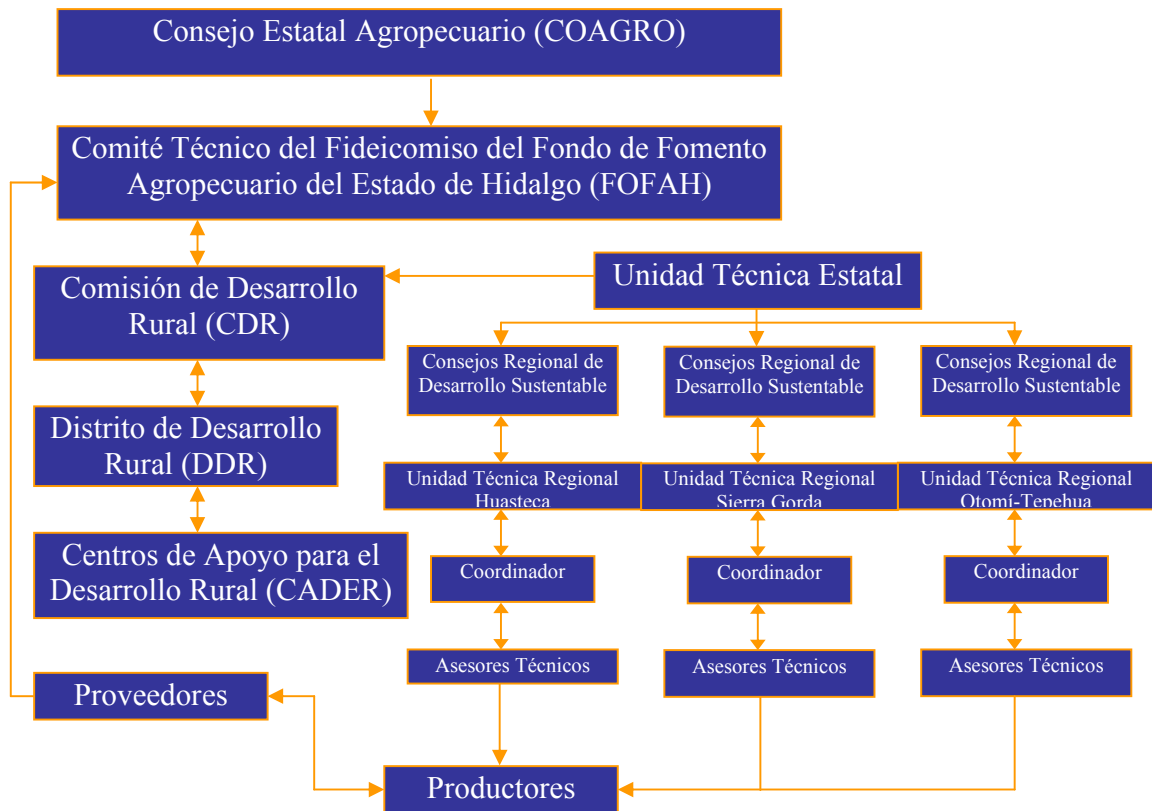 Consejo Estatal Agropecuario (COAGRO)
Comité Técnico del Fideicomiso del Fondo de Fomento
Agropecuario del Estado de Hidalgo (FOFAH)
Comisión de Desarrollo
Rural (CDR)
Unidad Técnica Estatal
Consejos Regional de
Desarrollo Sustentable
Consejos Regional de
Desarrollo Sustentable
Consejos Regional de
Desarrollo Sustentable
Distrito de Desarrollo
Rural (DDR)
Unidad Técnica Regional
Huasteca
Unidad Técnica Regional
Sierra Gorda
Unidad Técnica Regional
Otomí-Tepehua
Centros de Apoyo para el
Desarrollo Rural (CADER)
Coordinador
Coordinador
Coordinador
Asesores Técnicos
Asesores Técnicos
Asesores Técnicos
Proveedores
Productores